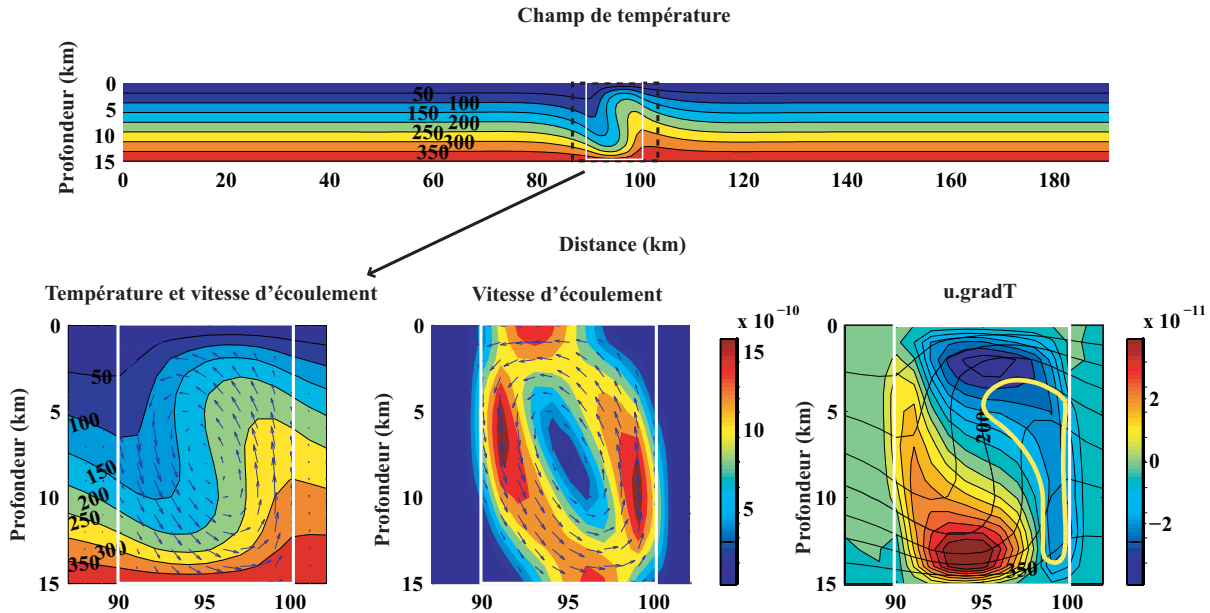 Champ de température
Profondeur (km)
0
5
10
15
50
100
150
200
250
300
350
0 20 40 60 80 100 120 140 160 180
Distance (km)
Température et vitesse d'écoulement
Profondeur (km)
0
5
10
15
50
100
150
200
250
300
350
90 95 100
Vitesse d'écoulement
Profondeur (km)
0
5
10
15
90 95 100
x 10⁻¹⁰
15
10
5
u.gradT
Profondeur (km)
0
5
10
15
200
350
90 95 100
x 10⁻¹¹
2
0
−2